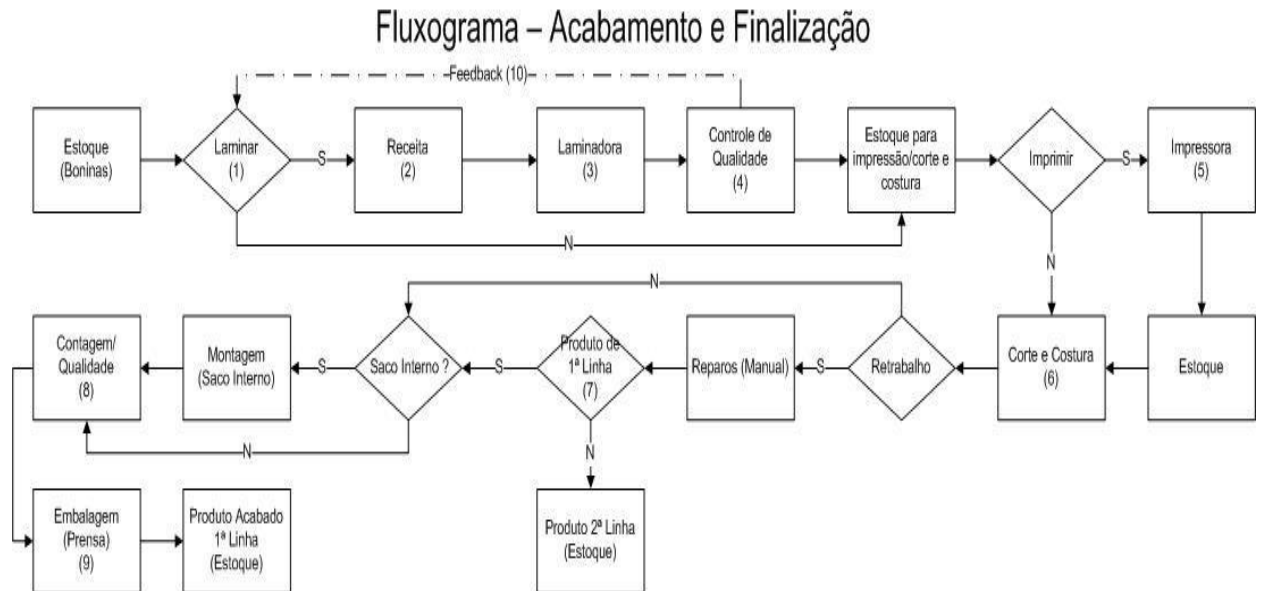 Fluxograma – Acabamento e Finalização
Feedback (10)
Estoque
(Boninas)
Laminar
(1)
S
Receita
(2)
Laminadora
(3)
Controle de
Qualidade
(4)
Estoque para
impressão/corte e
costura
Imprimir
S
Impressora
(5)
N
N
N
Contagem/
Qualidade
(8)
Montagem
(Saco Interno)
S
Saco Interno ?
S
Produto de
1ª Linha
(7)
Reparos (Manual)
S
Retrabalho
Corte e Costura
(6)
Estoque
N
N
Embalagem
(Prensa)
(9)
Produto Acabado
1ª Linha
(Estoque)
Produto 2ª Linha
(Estoque)